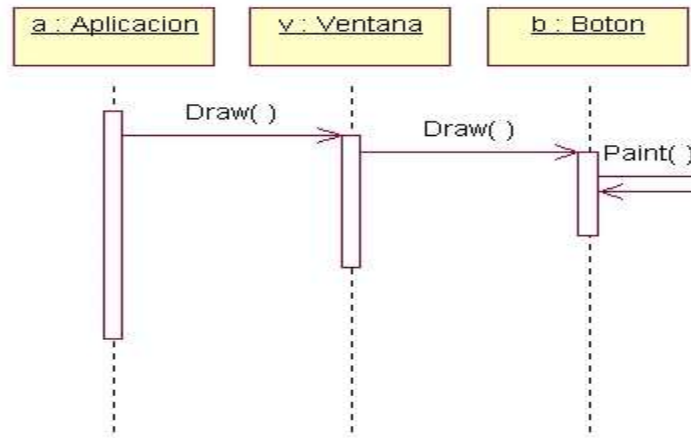 a : Aplicacion
v : Ventana
b : Boton
Draw( )
Draw( )
Paint( )